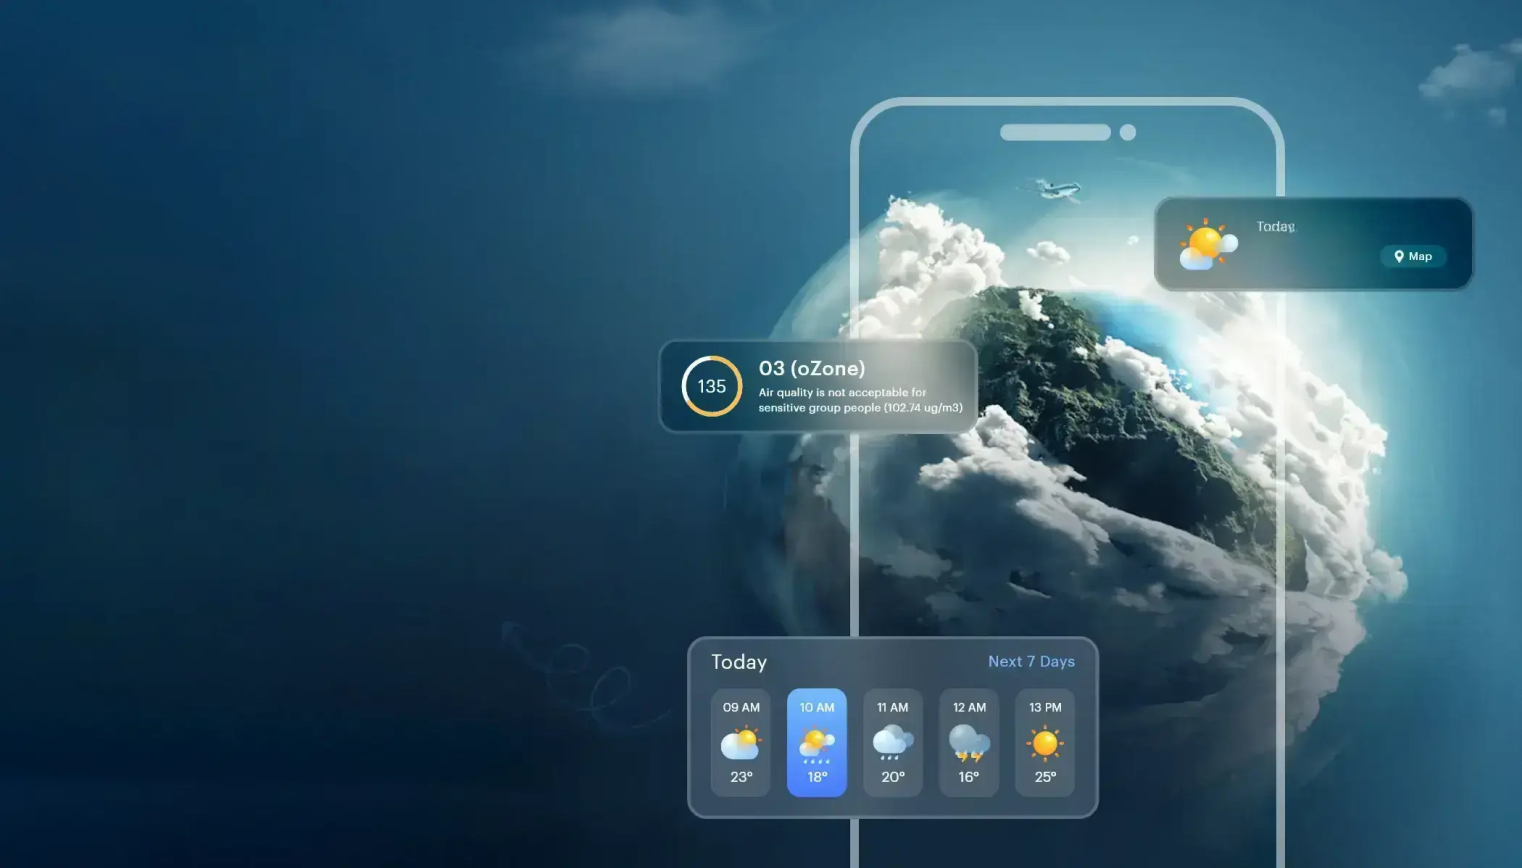 Today
Map
135
03 (oZone)
Air quality is not acceptable for
sensitive group people (102.74 ug/m3)
Today
Next 7 Days
09 AM
10 AM
11 AM
12 AM
13 PM
23°
18°
20°
16°
25°